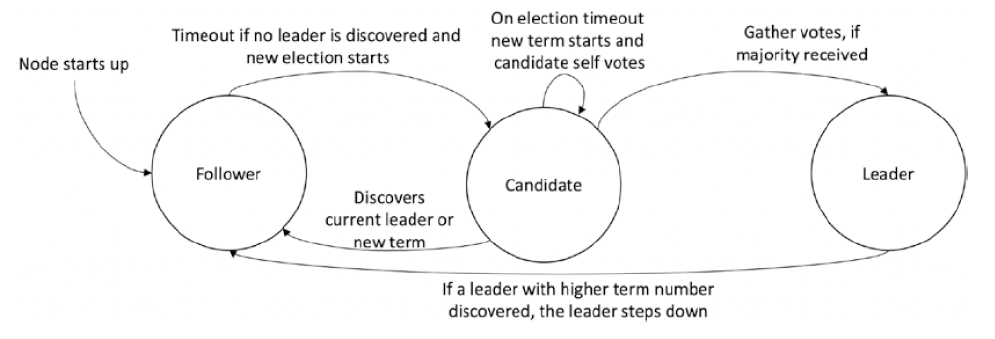 Node starts up
Timeout if no leader is discovered and
new election starts
On election timeout
new term starts and
candidate self votes
Gather votes, if
majority received
Follower
Candidate
Leader
Discovers
current leader or
new term
If a leader with higher term number
discovered, the leader steps down